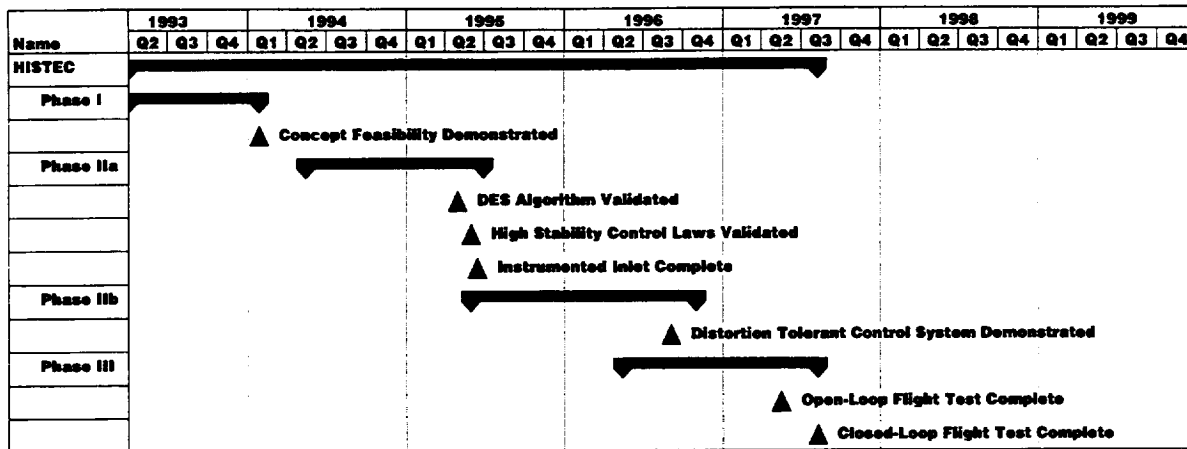 1993 1994 1995 1996 1997 1998 1999
Name Q2 Q3 Q4 Q1 Q2 Q3 Q4 Q1 Q2 Q3 Q4 Q1 Q2 Q3 Q4 Q1 Q2 Q3 Q4 Q1 Q2 Q3 Q4 Q1 Q2 Q3 Q4
HISTEC
Phase I
Concept Feasibility Demonstrated
Phase IIa
DES Algorithm Validated
High Stability Control Laws Validated
Instrumented Inlet Complete
Phase IIb
Distortion Tolerant Control System Demonstrated
Phase III
Open-Loop Flight Test Complete
Closed-Loop Flight Test Complete